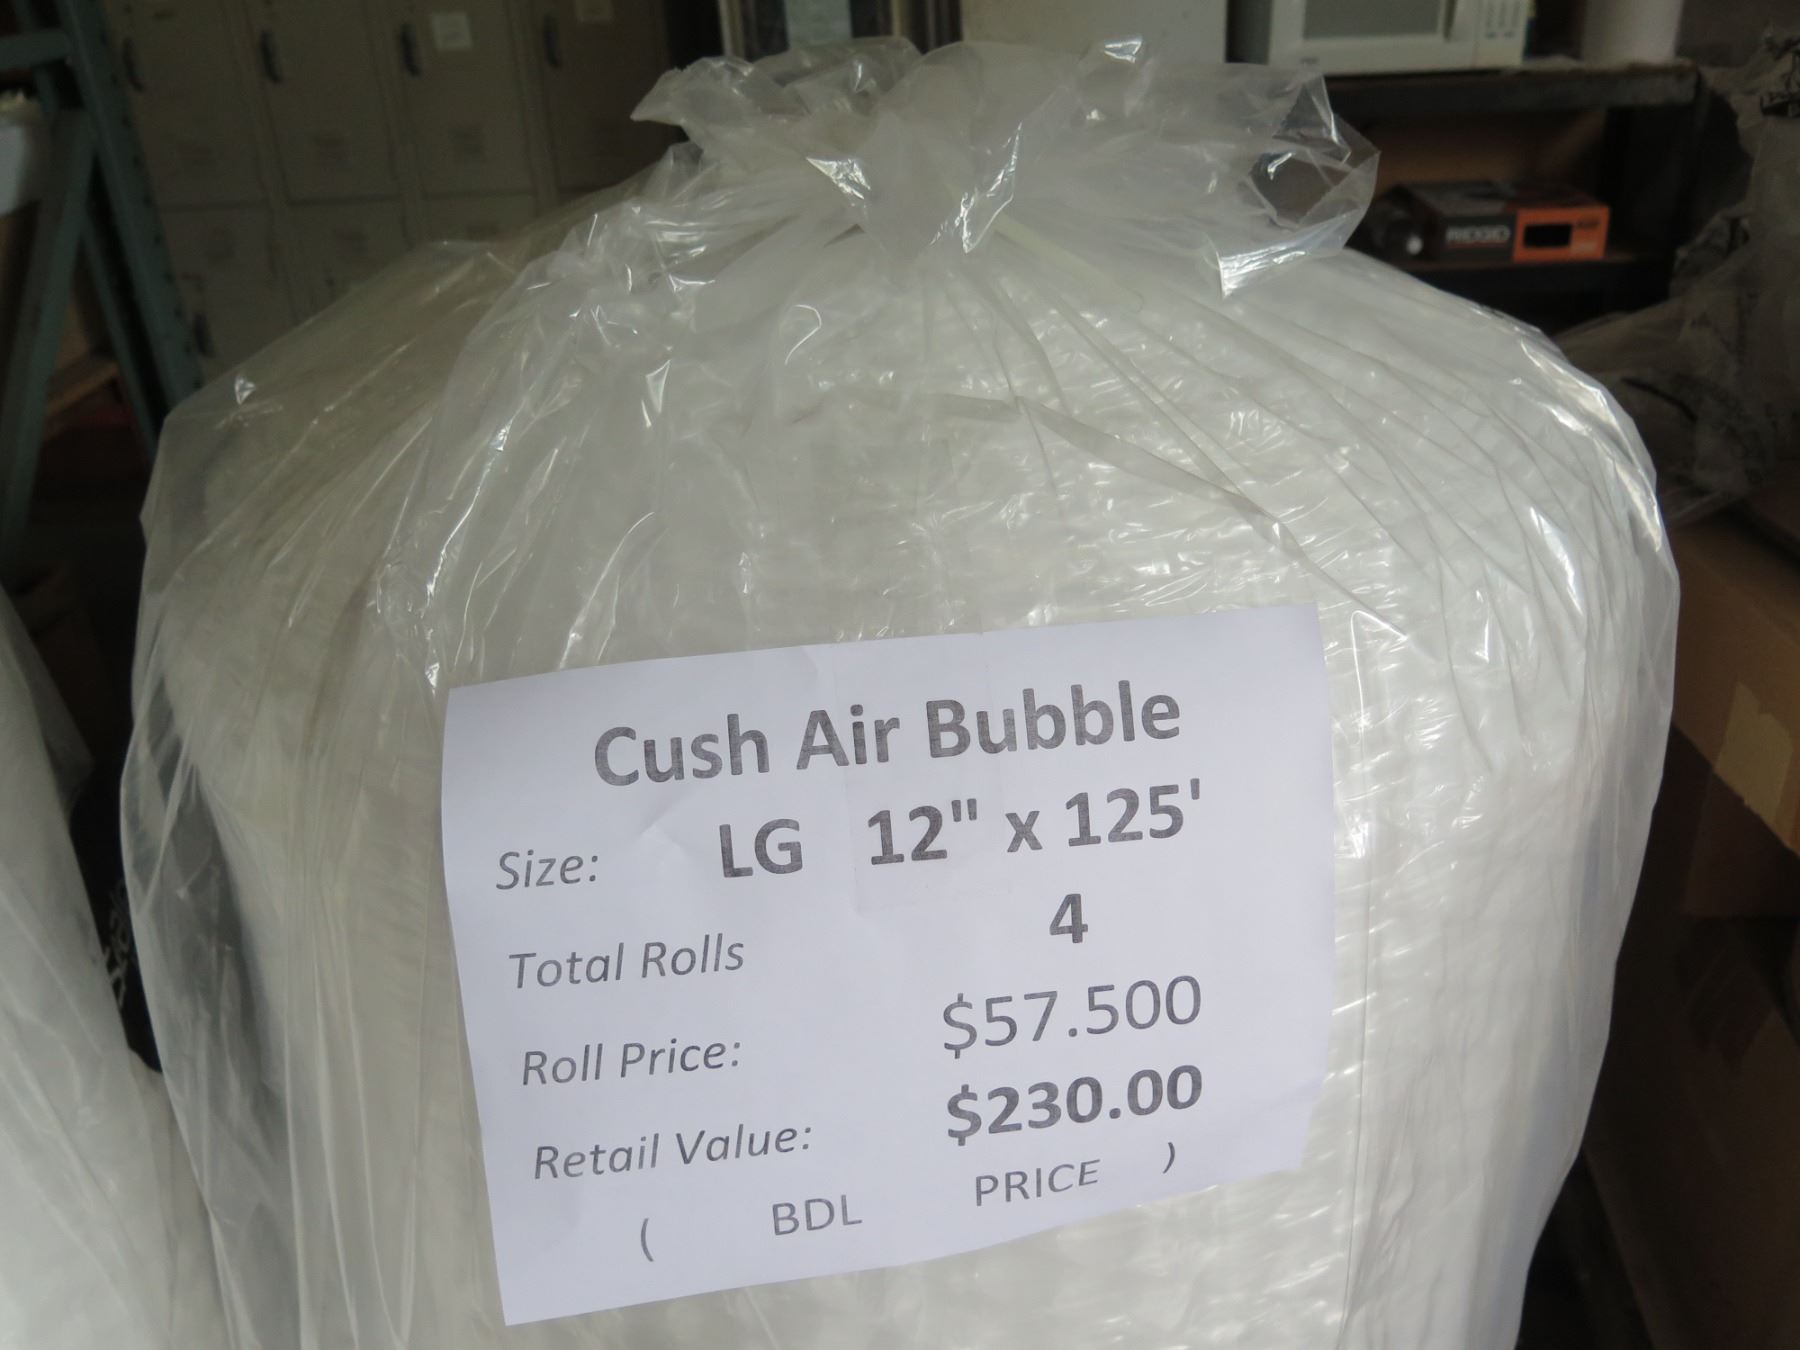 RIDGID
Cush Air Bubble
Size: LG 12" x 125'
Total Rolls 4
Roll Price: $57.500
Retail Value: $230.00
( BDL PRICE )